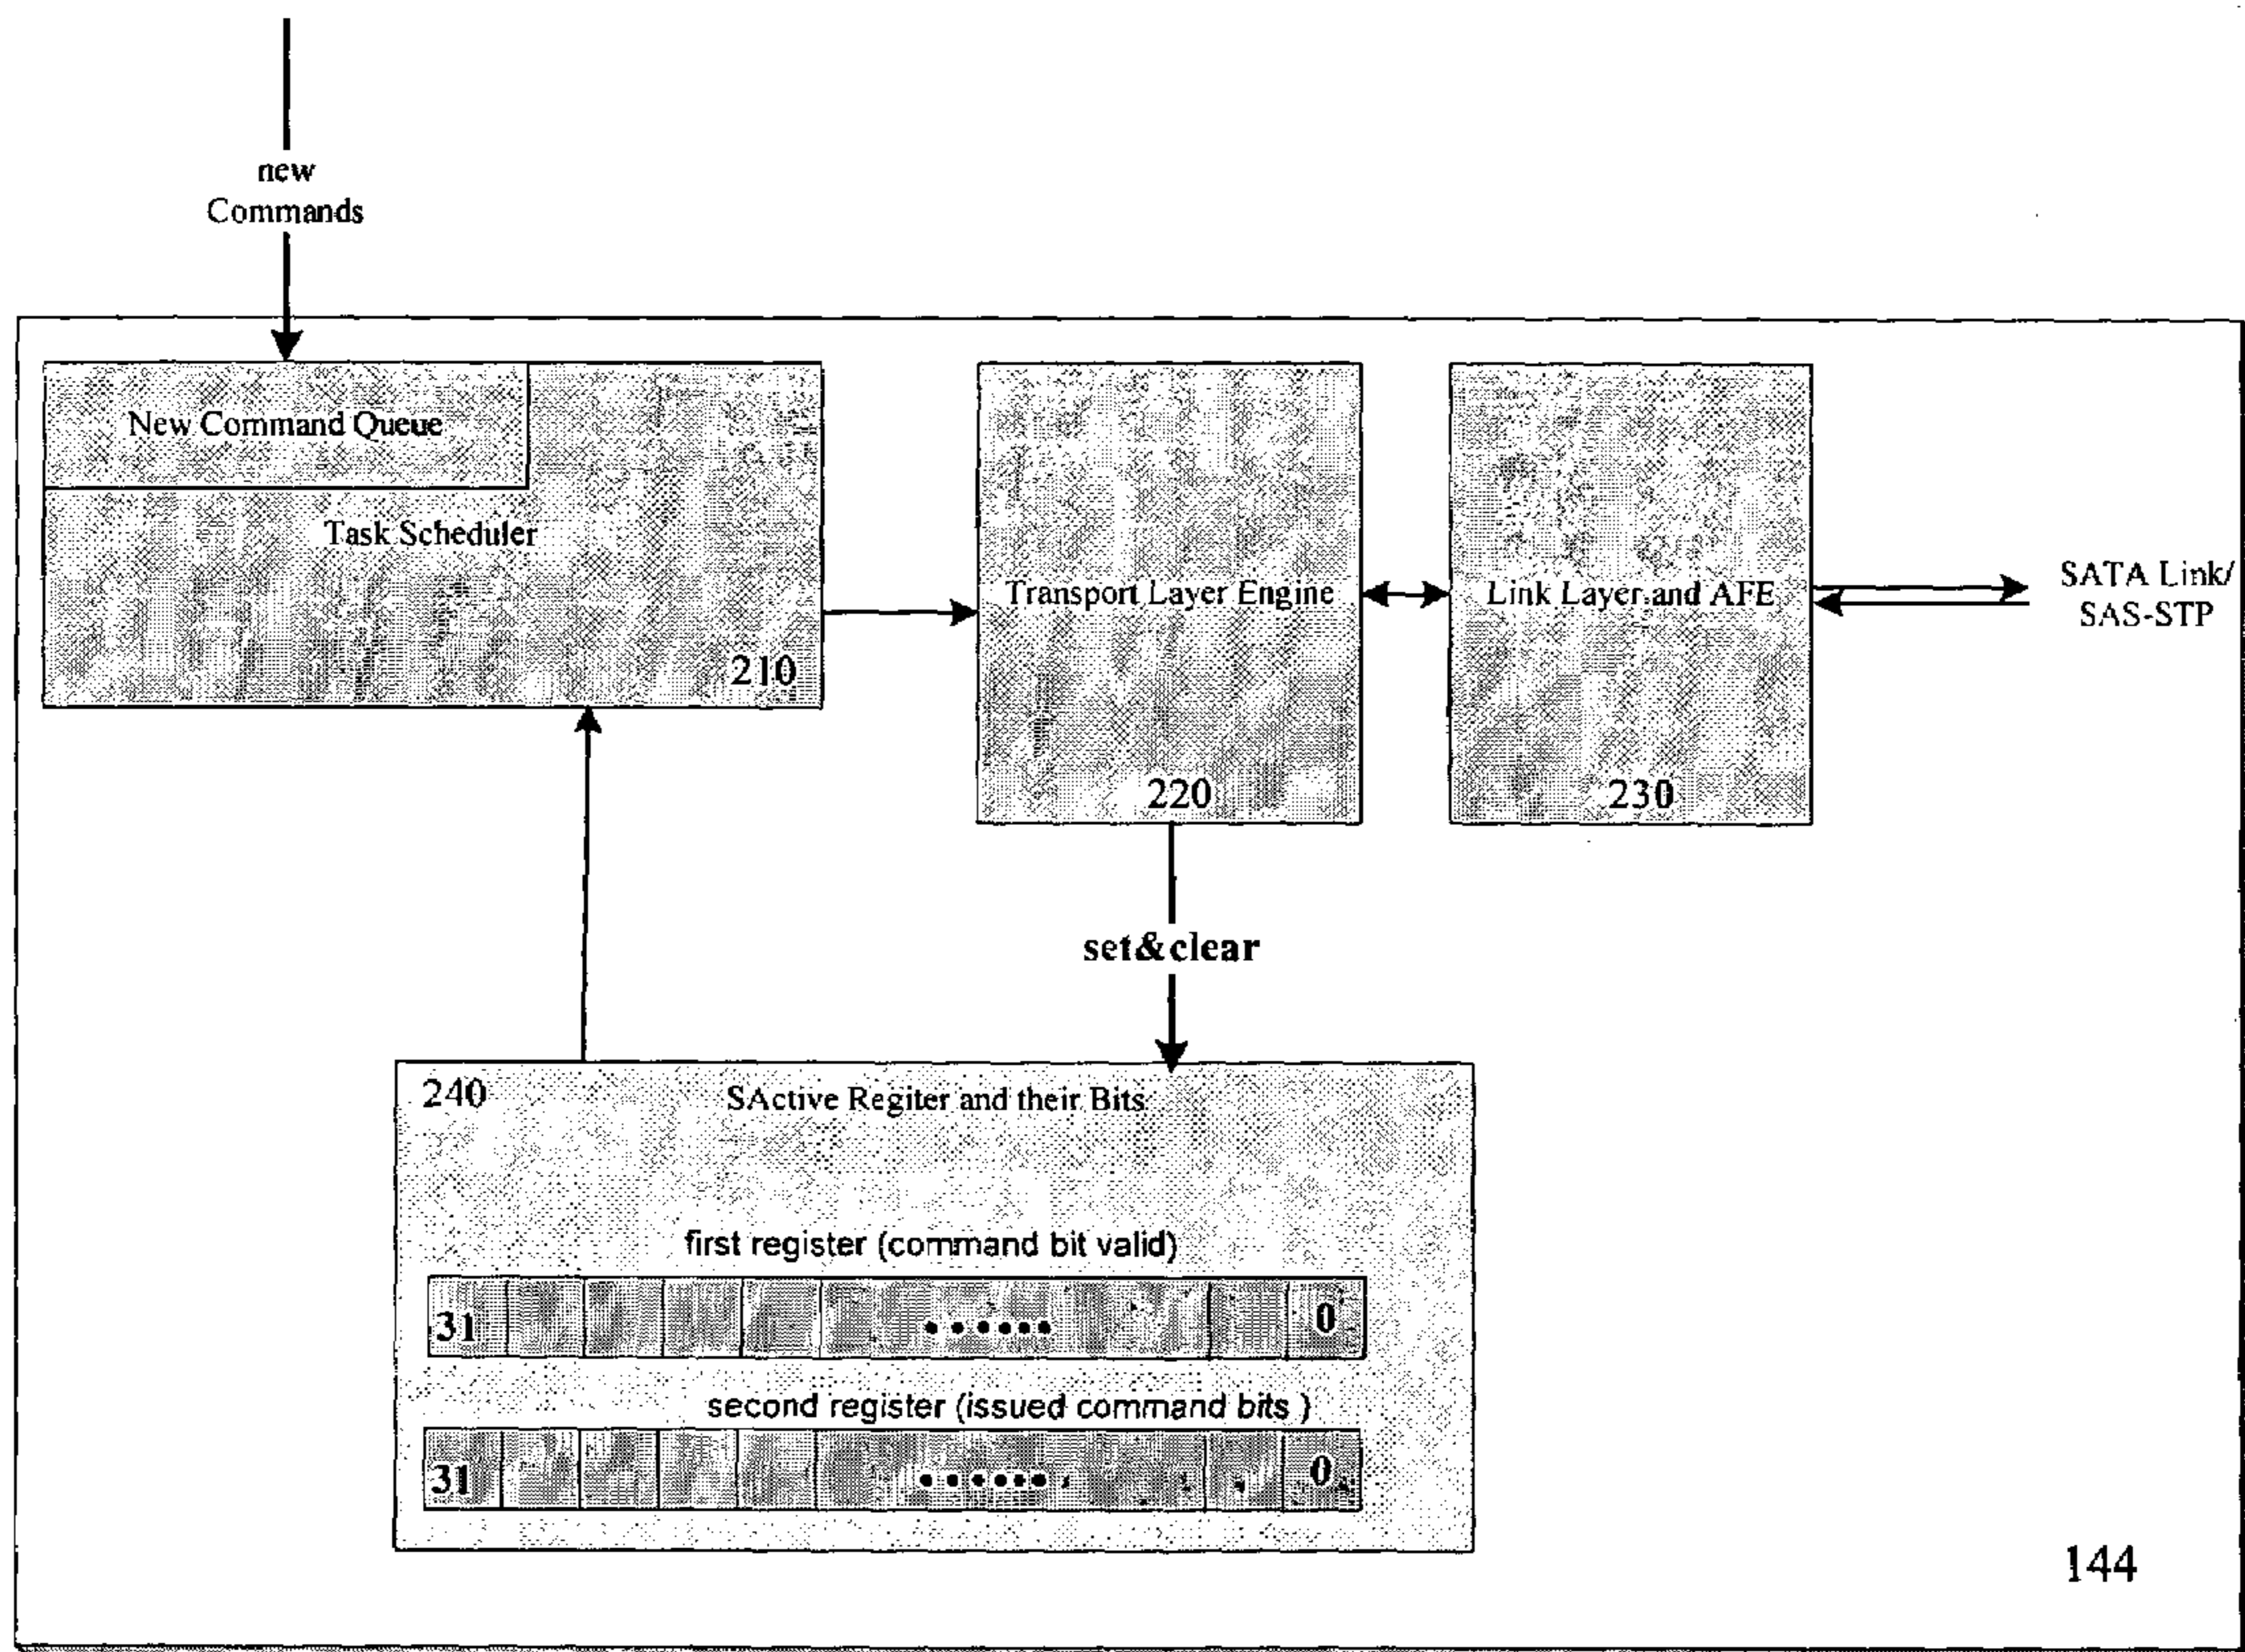 new
Commands
New Command Queue
Task Scheduler
210
Transport Layer Engine
220
Link Layer and AFE
230
SATA Link/
SAS-STP
set&clear
240
SActive Regiter and their Bits
first register (command bit valid)
31 ...... 0
second register (issued command bits )
31 ...... 0
144